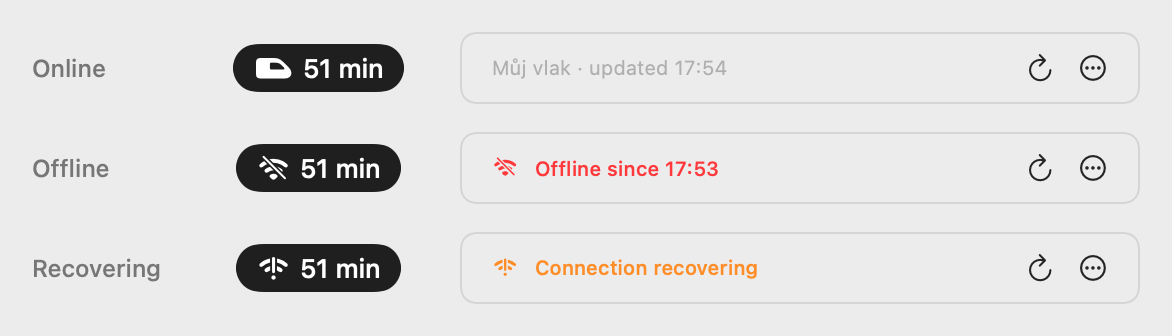 Online 51 min Můj vlak · updated 17:54
Offline 51 min Offline since 17:53
Recovering 51 min Connection recovering